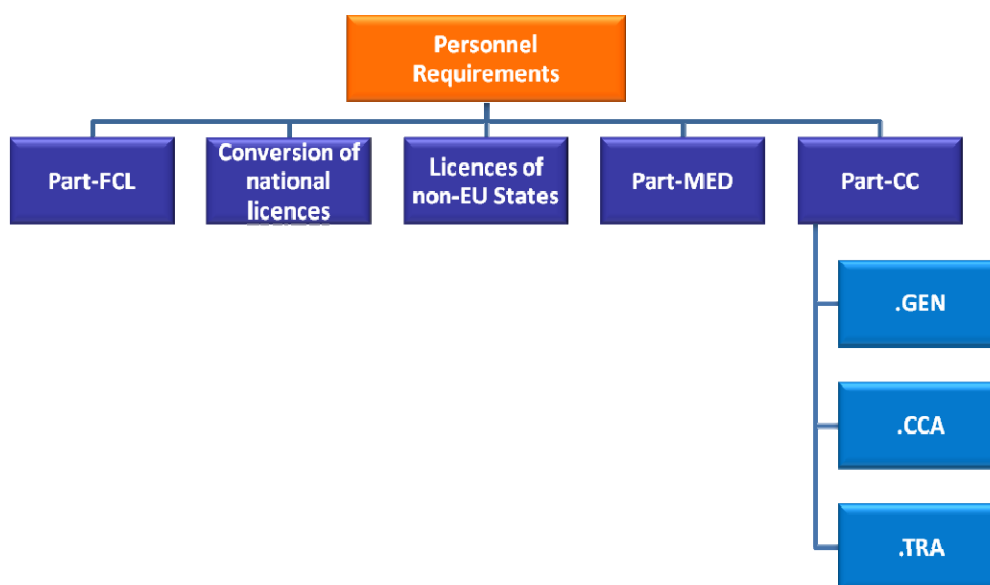 Personnel
Requirements
Part-FCL
Conversion of
national
licences
Licences of
non-EU States
Part-MED
Part-CC
.GEN
.CCA
.TRA